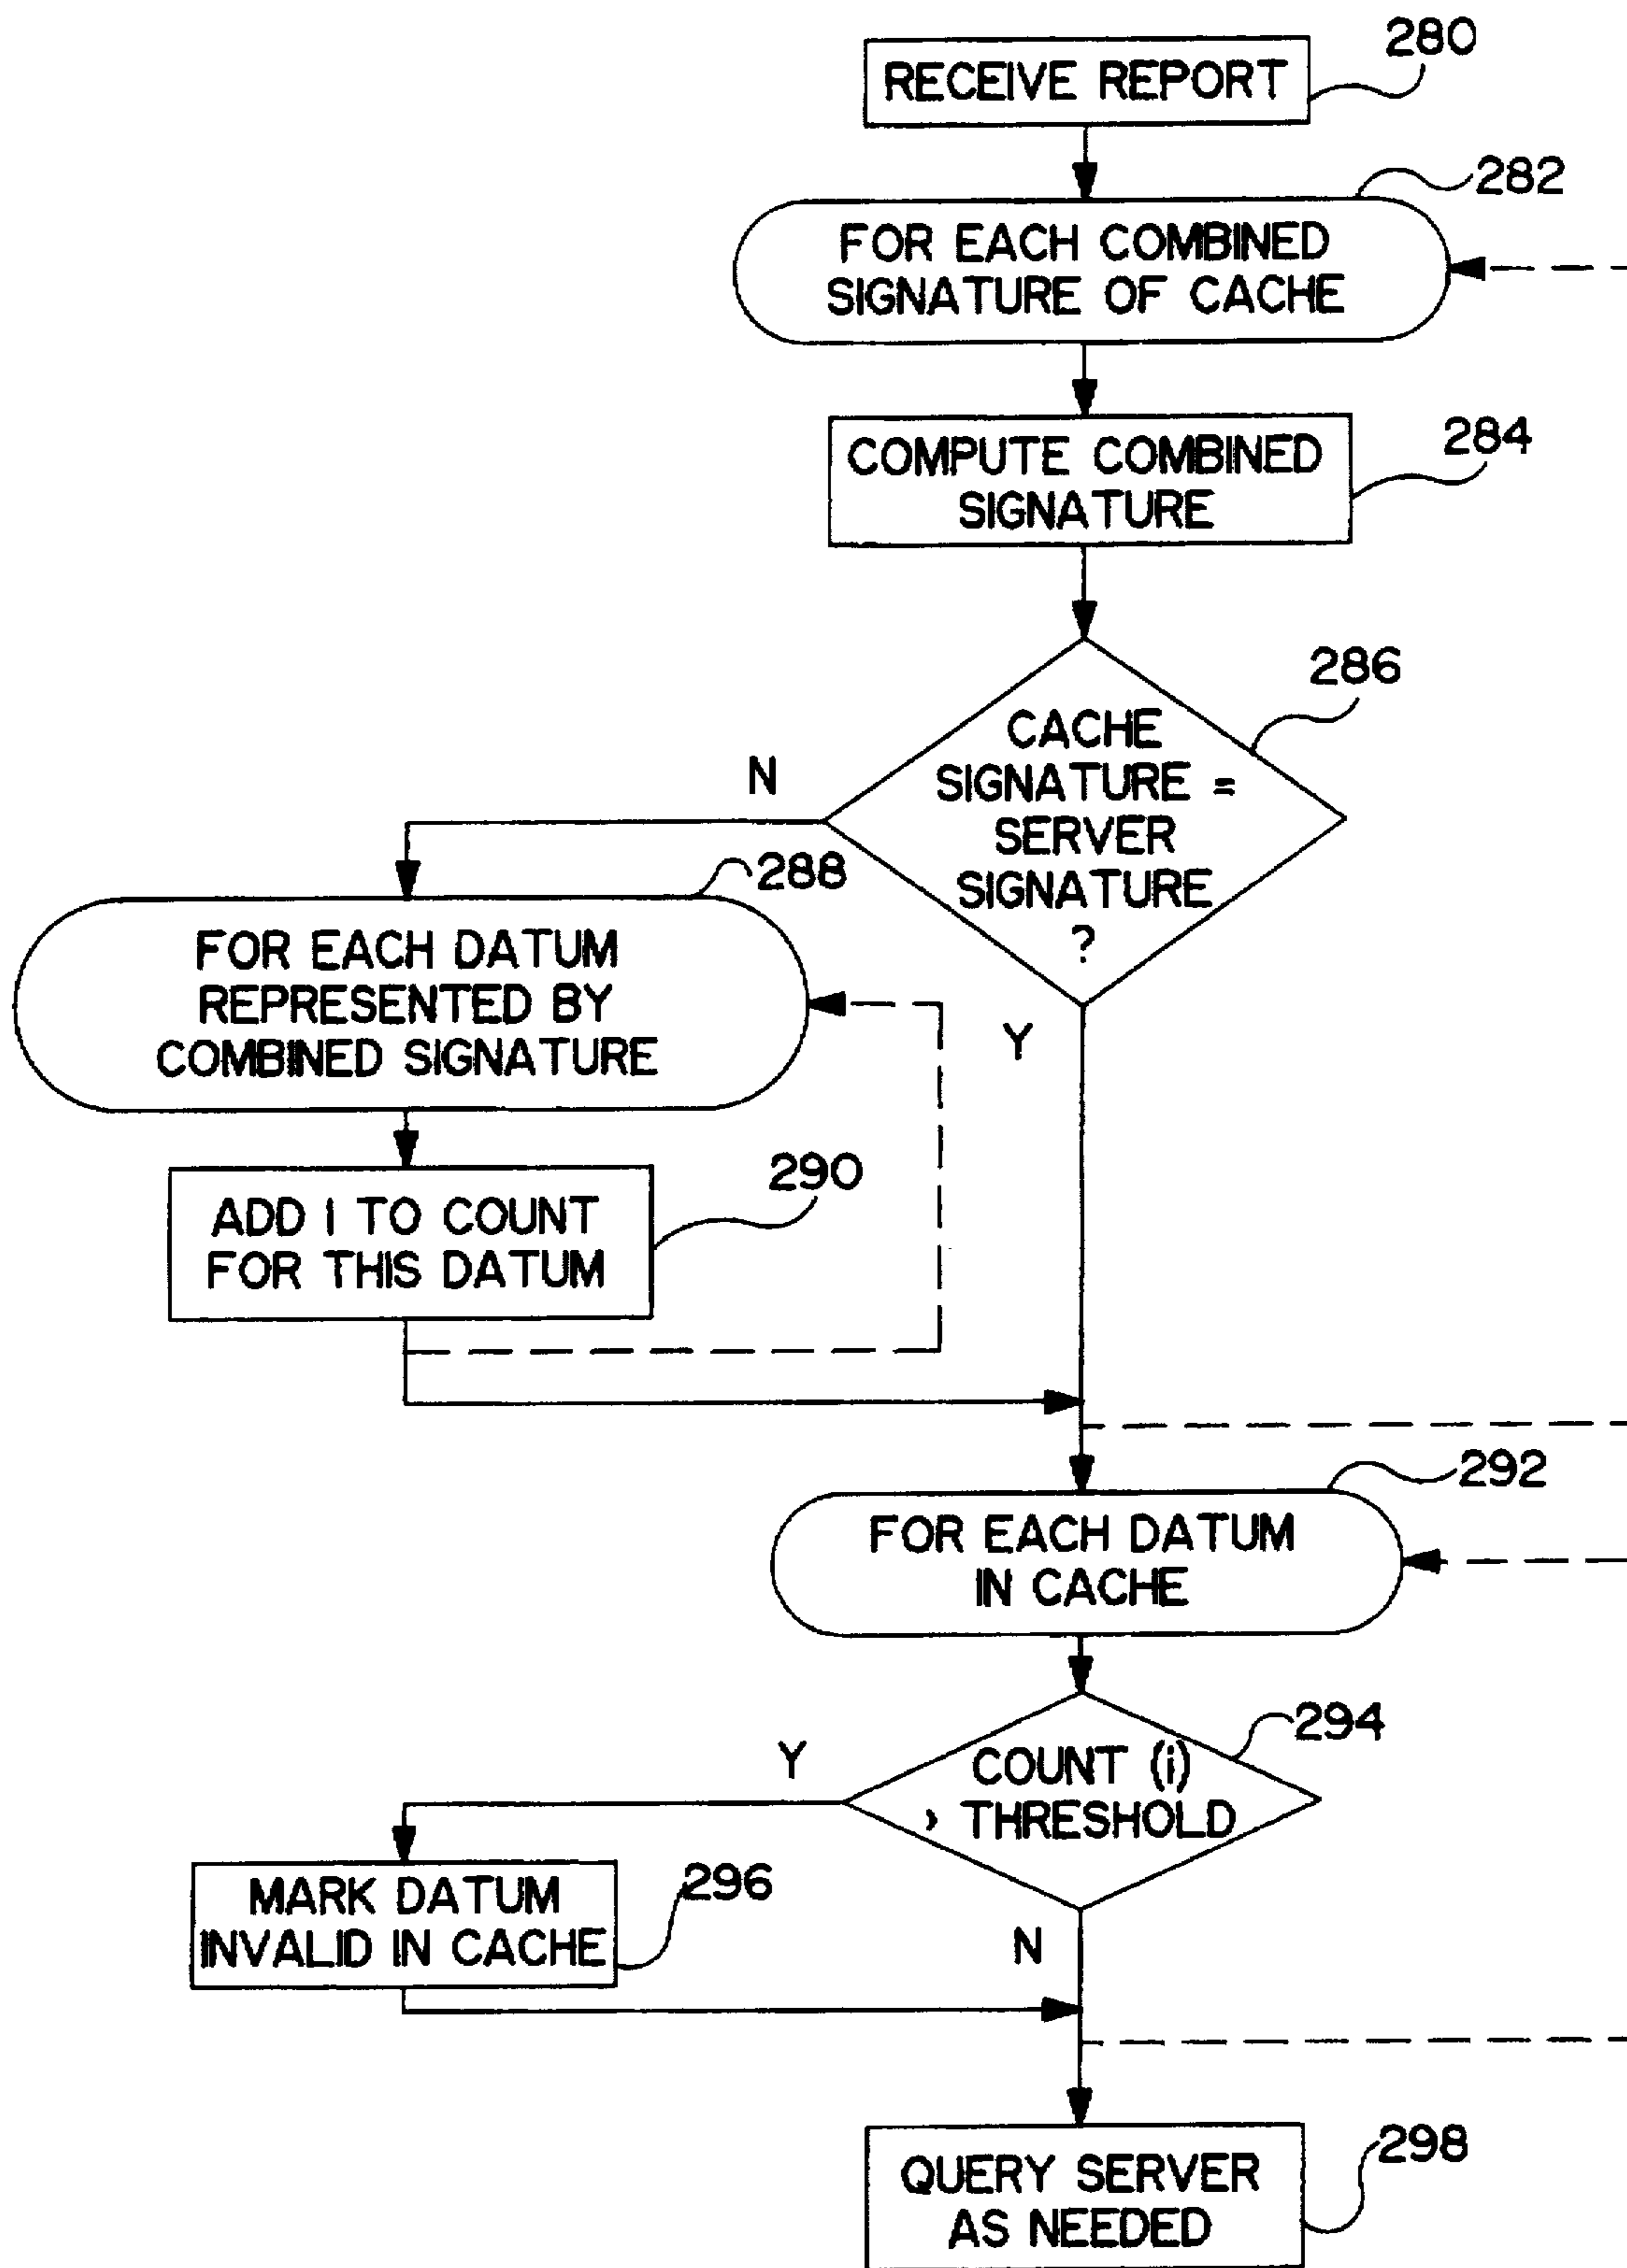 280
RECEIVE REPORT
282
FOR EACH COMBINED
SIGNATURE OF CACHE
284
COMPUTE COMBINED
SIGNATURE
286
CACHE
SIGNATURE =
SERVER
SIGNATURE
?
N
Y
288
FOR EACH DATUM
REPRESENTED BY
COMBINED SIGNATURE
290
ADD 1 TO COUNT
FOR THIS DATUM
292
FOR EACH DATUM
IN CACHE
294
COUNT (i)
> THRESHOLD
Y
N
296
MARK DATUM
INVALID IN CACHE
298
QUERY SERVER
AS NEEDED